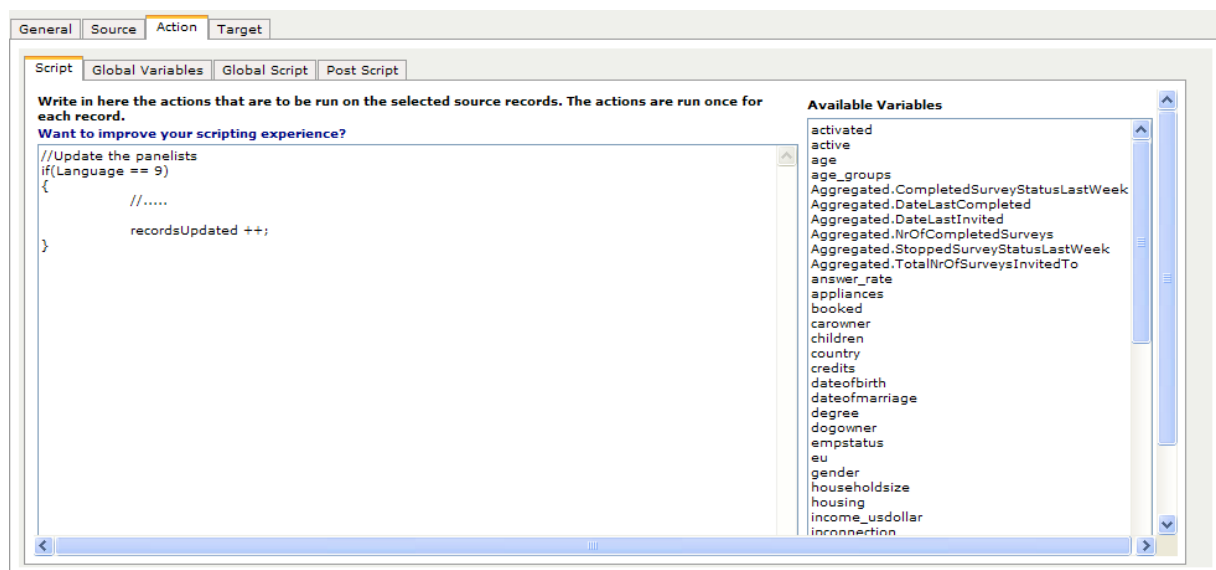 General Source Action Target
Script Global Variables Global Script Post Script
Write in here the actions that are to be run on the selected source records. The actions are run once for
each record.
Want to improve your scripting experience?
//Update the panelists
if(Language == 9)
{
//.....
recordsUpdated ++;
}
Available Variables
activated
active
age
age_groups
Aggregated.CompletedSurveyStatusLastWeek
Aggregated.DateLastCompleted
Aggregated.DateLastInvited
Aggregated.NrOfCompletedSurveys
Aggregated.StoppedSurveyStatusLastWeek
Aggregated.TotalNrOfSurveysInvitedTo
answer_rate
appliances
booked
carowner
children
country
credits
dateofbirth
dateofmarriage
degree
dogowner
empstatus
eu
gender
householdsize
housing
income_usdollar
inconnection